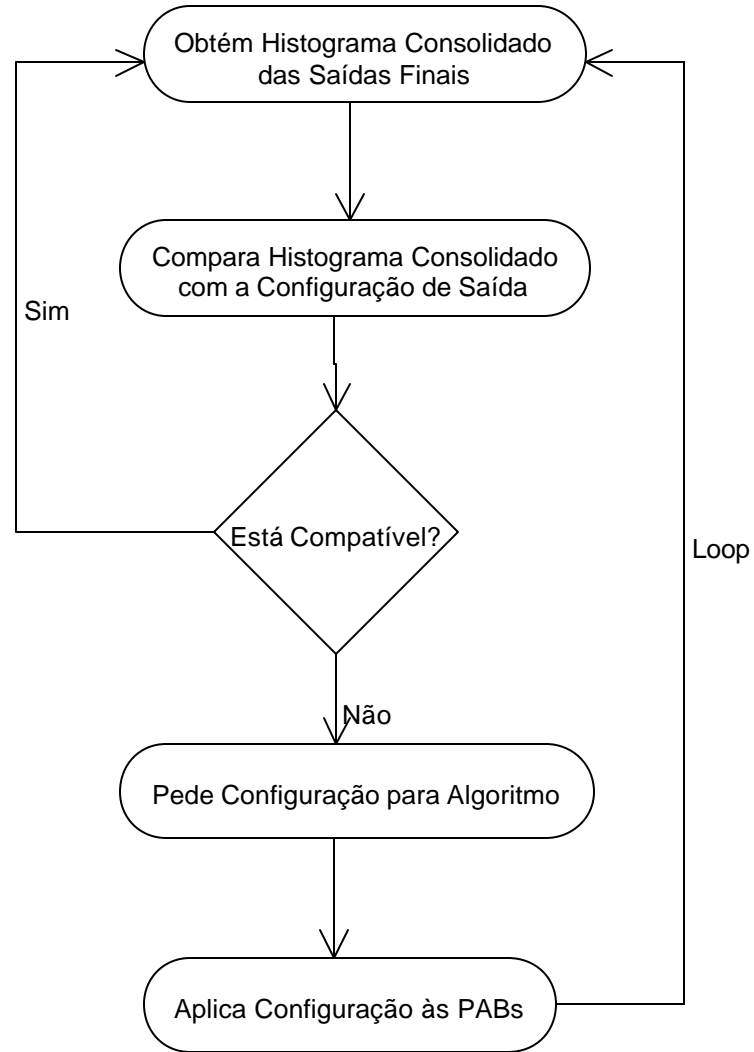 Obtém Histograma Consolidado
das Saídas Finais
Compara Histograma Consolidado
com a Configuração de Saída
Sim
Está Compatível?
Loop
Não
Pede Configuração para Algoritmo
Aplica Configuração às PABs